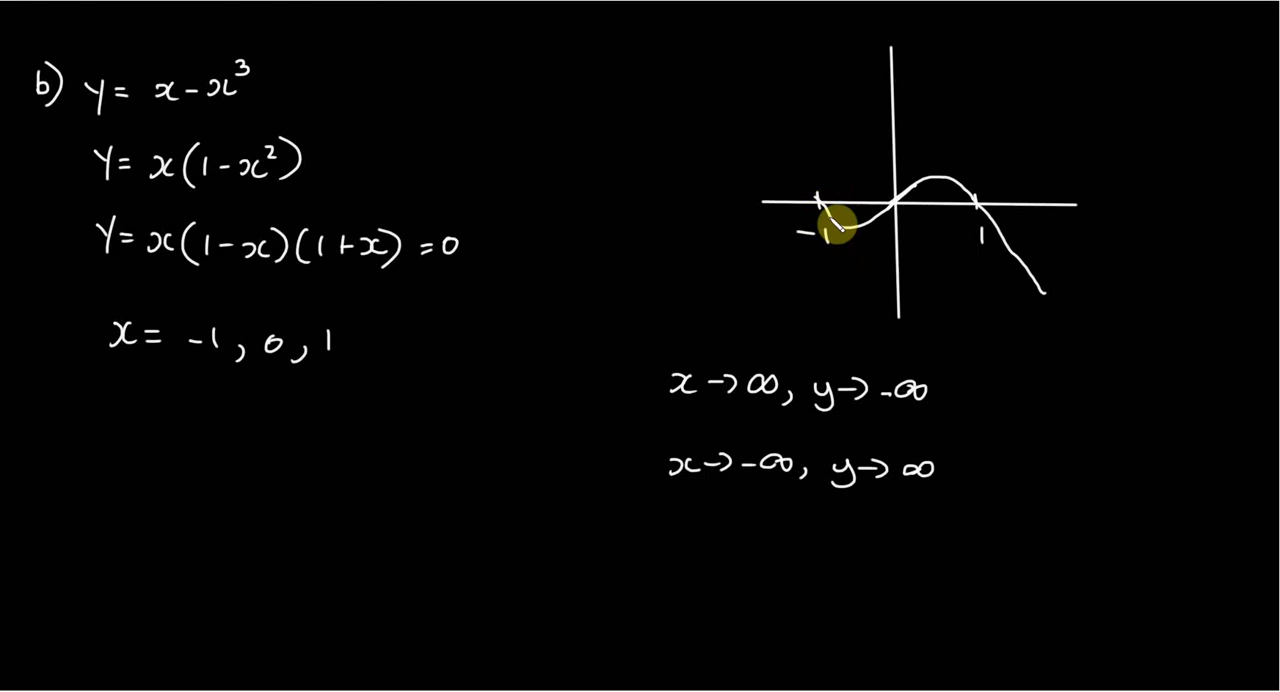 b) y = x - x³
y = x(1 - x²)
y = x(1 - x)(1 + x) = 0
x = -1, 0, 1
-1
1
x → ∞, y → -∞
x → -∞, y → ∞